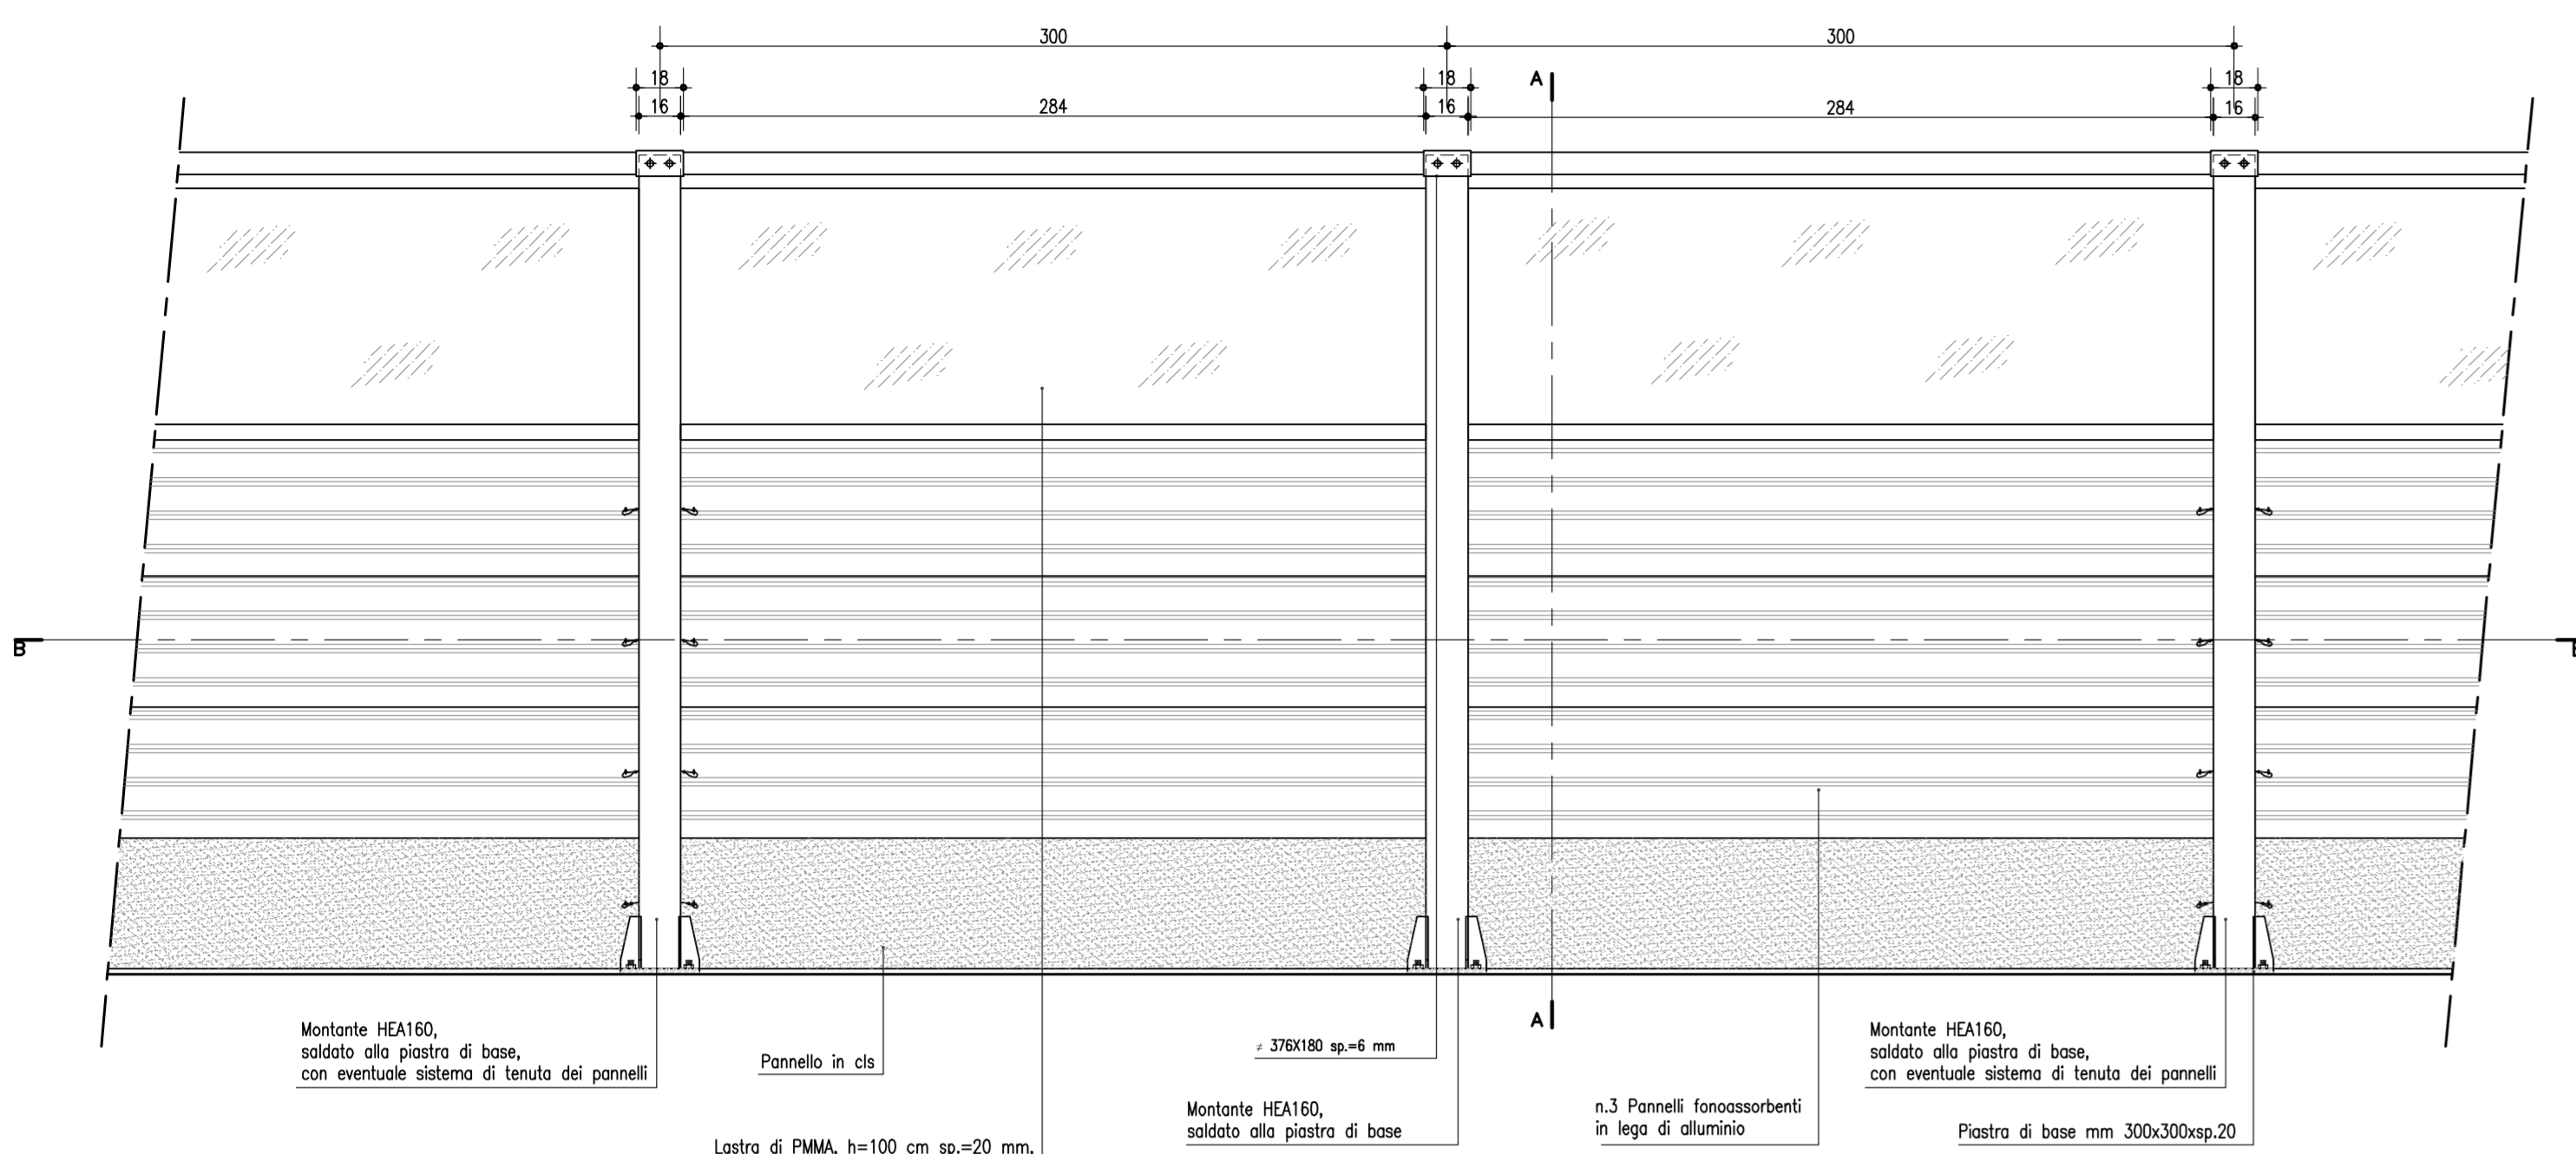 300
300
18
18
A
18
16
284
16
284
16
B
Montante HEA160,
saldato alla piastra di base,
con eventuale sistema di tenuta dei pannelli
Pannello in cls
≠ 376X180 sp.=6 mm
A
Montante HEA160,
saldato alla piastra di base,
con eventuale sistema di tenuta dei pannelli
Lastra di PMMA, h=100 cm sp.=20 mm,
Montante HEA160,
saldato alla piastra di base
n.3 Pannelli fonoassorbenti
in lega di alluminio
Piastra di base mm 300x300xsp.20